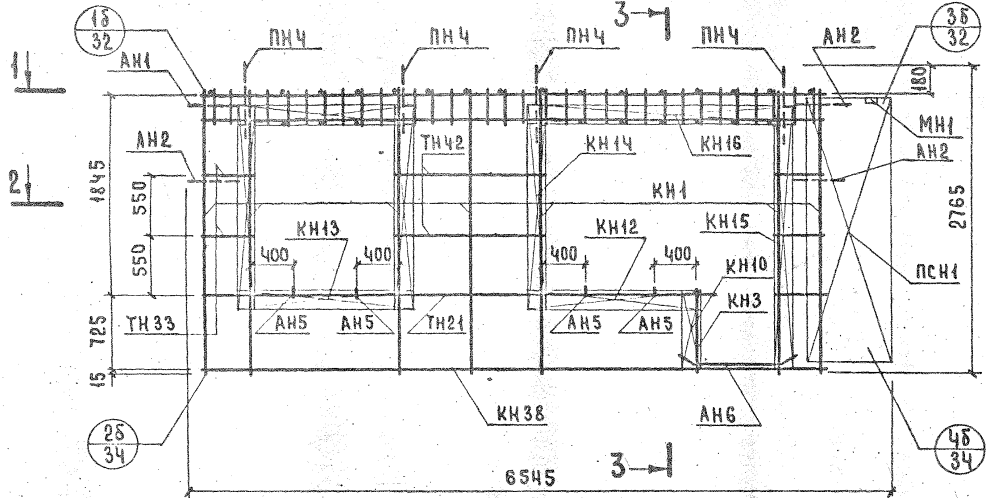 1б
32
ПН4
ПН4
ПН4
3
ПН4
АН2
3б
32
1
АН1
180
МН1
АН2
ТН42
КН14
КН16
АН2
2
1845
550
КН1
2765
КН13
КН12
КН15
550
400
400
400
400
КН10
ПСН1
КН3
ТН33
АН5
АН5
ТН21
АН5
АН5
725
15
КН38
АН6
2б
34
4б
34
3
6545